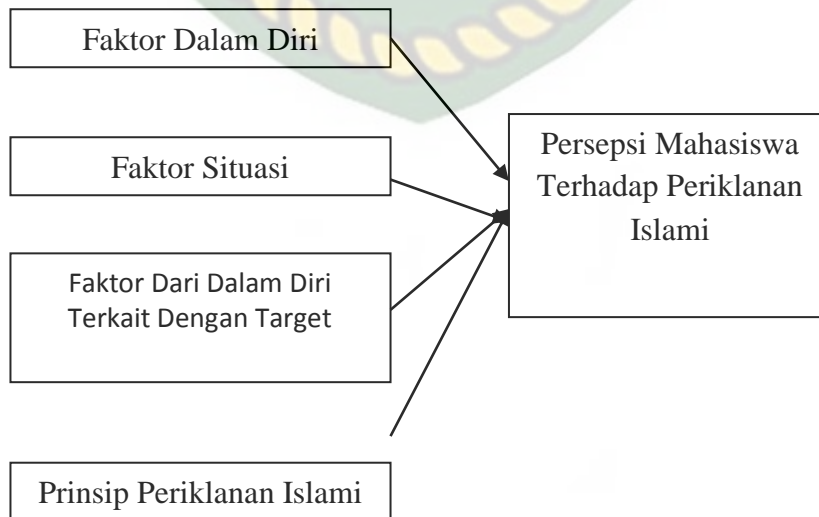 Faktor Dalam Diri
Faktor Situasi
Faktor Dari Dalam Diri
Terkait Dengan Target
Prinsip Periklanan Islami
Persepsi Mahasiswa
Terhadap Periklanan
Islami